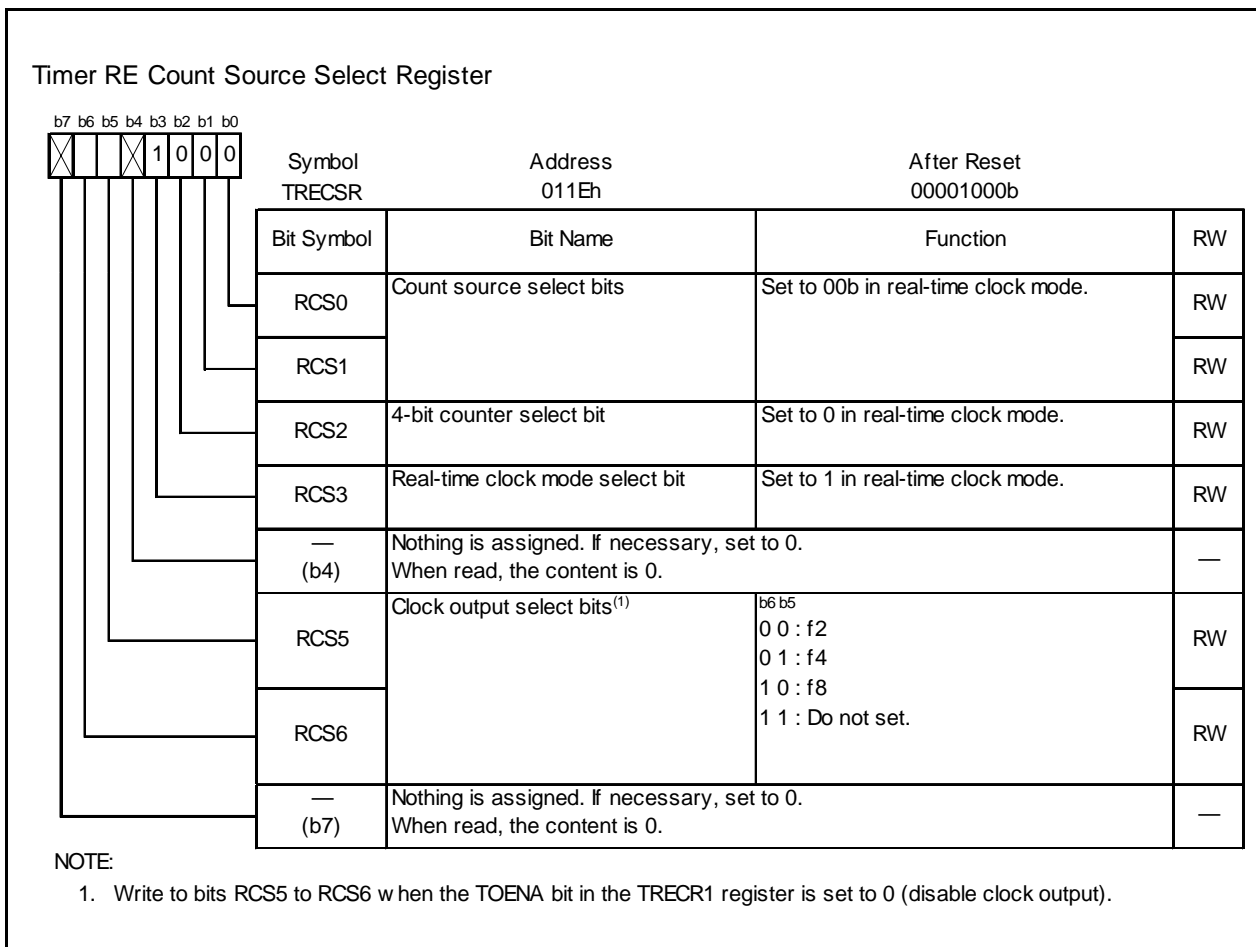 Timer RE Count Source Select Register
b7 b6 b5 b4 b3 b2 b1 b0
1 0 0 0
Symbol Address After Reset
TRECSR 011Eh 00001000b
Bit Symbol Bit Name Function RW
RCS0 Count source select bits Set to 00b in real-time clock mode. RW
RCS1 RW
RCS2 4-bit counter select bit Set to 0 in real-time clock mode. RW
RCS3 Real-time clock mode select bit Set to 1 in real-time clock mode. RW
— Nothing is assigned. If necessary, set to 0. —
(b4) When read, the content is 0.
RCS5 Clock output select bits(1) b6 b5 RW
0 0 : f2
0 1 : f4
1 0 : f8
RCS6 1 1 : Do not set. RW
— Nothing is assigned. If necessary, set to 0. —
(b7) When read, the content is 0.
NOTE:
1. Write to bits RCS5 to RCS6 w hen the TOENA bit in the TRECR1 register is set to 0 (disable clock output).